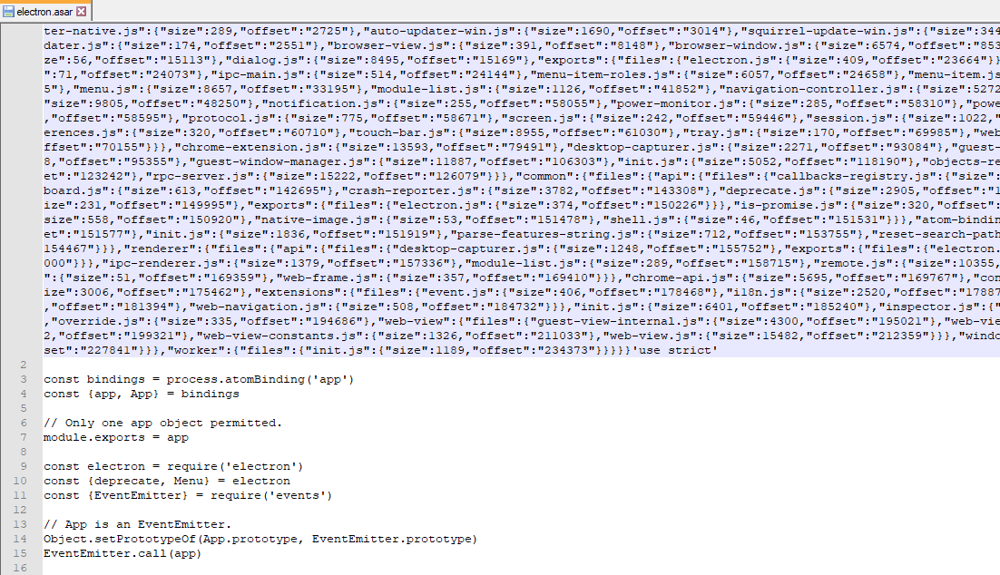 electron.asar
ter-native.js":{"size":289,"offset":"2725"},"auto-updater-win.js":{"size":1690,"offset":"3014"},"squirrel-update-win.js":{"size":344
dater.js":{"size":174,"offset":"2551"},"browser-view.js":{"size":391,"offset":"8148"},"browser-window.js":{"size":6574,"offset":"853
ze":56,"offset":"15113"},"dialog.js":{"size":8495,"offset":"15169"},"exports":{"files":{"electron.js":{"size":409,"offset":"23664"}}
":71,"offset":"24073"},"ipc-main.js":{"size":514,"offset":"24144"},"menu-item-roles.js":{"size":6057,"offset":"24658"},"menu-item.js
5"},"menu.js":{"size":8657,"offset":"33195"},"module-list.js":{"size":1126,"offset":"41852"},"navigation-controller.js":{"size":5272
"size":9805,"offset":"48250"},"notification.js":{"size":255,"offset":"58055"},"power-monitor.js":{"size":285,"offset":"58310"},"powe
,"offset":"58595"},"protocol.js":{"size":775,"offset":"58671"},"screen.js":{"size":242,"offset":"59446"},"session.js":{"size":1022,"
erences.js":{"size":320,"offset":"60710"},"touch-bar.js":{"size":8955,"offset":"61030"},"tray.js":{"size":170,"offset":"69985"},"web
ffset":"70155"}}},"chrome-extension.js":{"size":13593,"offset":"79491"},"desktop-capturer.js":{"size":2271,"offset":"93084"},"guest-
8,"offset":"95355"},"guest-window-manager.js":{"size":11887,"offset":"106303"},"init.js":{"size":5052,"offset":"118190"},"objects-re
et":"123242"},"rpc-server.js":{"size":15222,"offset":"126079"}}},"common":{"files":{"api":{"files":{"callbacks-registry.js":{"size":
board.js":{"size":613,"offset":"142695"},"crash-reporter.js":{"size":3782,"offset":"143308"},"deprecate.js":{"size":2905,"offset":"1
ize":231,"offset":"149995"},"exports":{"files":{"electron.js":{"size":374,"offset":"150226"}}},"is-promise.js":{"size":320,"offset":"
size":558,"offset":"150920"},"native-image.js":{"size":53,"offset":"151478"},"shell.js":{"size":46,"offset":"151531"}}},"atom-bindin
et":"151577"},"init.js":{"size":1836,"offset":"151919"},"parse-features-string.js":{"size":712,"offset":"153755"},"reset-search-path
154467"}}},"renderer":{"files":{"api":{"files":{"desktop-capturer.js":{"size":1248,"offset":"155752"},"exports":{"files":{"electron.
000"}}},"ipc-renderer.js":{"size":1379,"offset":"157336"},"module-list.js":{"size":289,"offset":"158715"},"remote.js":{"size":10355,
":{"size":51,"offset":"169359"},"web-frame.js":{"size":357,"offset":"169410"}}},"chrome-api.js":{"size":5695,"offset":"169767"},"con
ize":3006,"offset":"175462"},"extensions":{"files":{"event.js":{"size":406,"offset":"178468"},"i18n.js":{"size":2520,"offset":"17887
,"offset":"181394"},"web-navigation.js":{"size":508,"offset":"184732"}}},"init.js":{"size":6401,"offset":"185240"},"inspector.js":{"
,"override.js":{"size":335,"offset":"194686"},"web-view":{"files":{"guest-view-internal.js":{"size":4300,"offset":"195021"},"web-vie
2,"offset":"199321"},"web-view-constants.js":{"size":1326,"offset":"211033"},"web-view.js":{"size":15482,"offset":"212359"}}},"windo
set":"227841"}}},"worker":{"files":{"init.js":{"size":1189,"offset":"234373"}}}}}'use strict'
2
3 const bindings = process.atomBinding('app')
4 const {app, App} = bindings
5
6 // Only one app object permitted.
7 module.exports = app
8
9 const electron = require('electron')
10 const {deprecate, Menu} = electron
11 const {EventEmitter} = require('events')
12
13 // App is an EventEmitter.
14 Object.setPrototypeOf(App.prototype, EventEmitter.prototype)
15 EventEmitter.call(app)
16